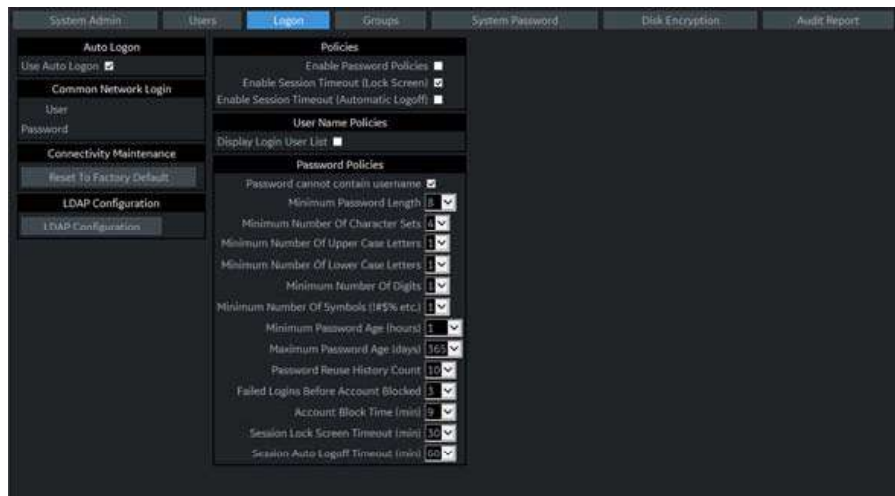 System Admin
Users
Logon
Groups
System Password
Disk Encryption
Audit Report
Auto Logon
Use Auto Logon
Common Network Login
User
Password
Connectivity Maintenance
Reset To Factory Default
LDAP Configuration
LDAP Configuration
Policies
Enable Password Policies
Enable Session Timeout (Lock Screen)
Enable Session Timeout (Automatic Logoff)
User Name Policies
Display Login User List
Password Policies
Password cannot contain username
Minimum Password Length 8
Minimum Number Of Character Sets 4
Minimum Number Of Upper Case Letters 1
Minimum Number Of Lower Case Letters 1
Minimum Number Of Digits 1
Minimum Number Of Symbols (!#$% etc.) 1
Minimum Password Age (hours) 1
Maximum Password Age (days) 365
Password Reuse History Count 10
Failed Logins Before Account Blocked 3
Account Block Time (min) 9
Session Lock Screen Timeout (min) 30
Session Auto Logoff Timeout (min) 60